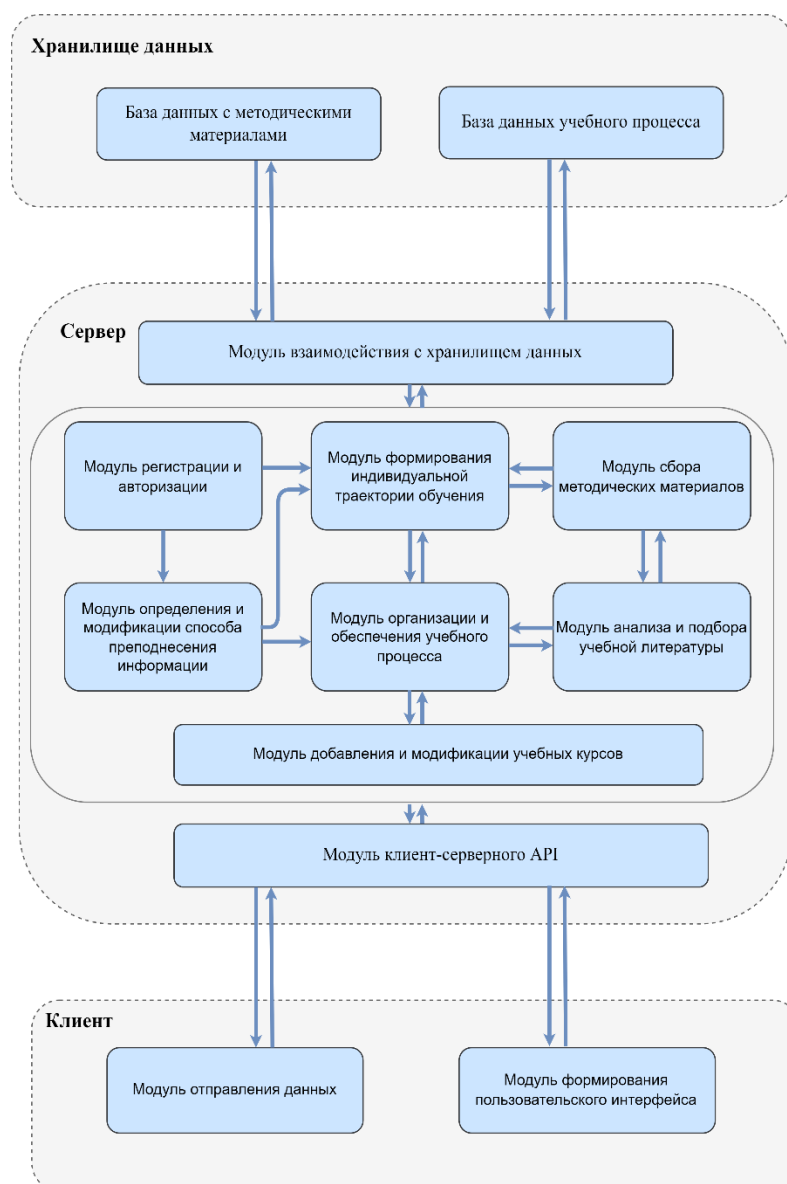 Хранилище данных
База данных с методическими
материалами
База данных учебного процесса
Сервер
Модуль взаимодействия с хранилищем данных
Модуль регистрации и
авторизации
Модуль формирования
индивидуальной
траектории обучения
Модуль сбора
методических материалов
Модуль определения и
модификации способа
преподнесения
информации
Модуль организации и
обеспечения учебного
процесса
Модуль анализа и подбора
учебной литературы
Модуль добавления и модификации учебных курсов
Модуль клиент-серверного API
Клиент
Модуль отправления данных
Модуль формирования
пользовательского интерфейса